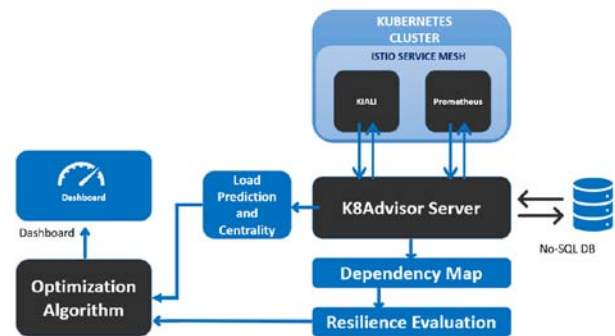 KUBERNETES
CLUSTER
ISTIO SERVICE MESH
KIALI
Prometheus
Dashboard
Dashboard
Load
Prediction
and
Centrality
K8Advisor Server
No-SQL DB
Optimization
Algorithm
Dependency Map
Resilience Evaluation